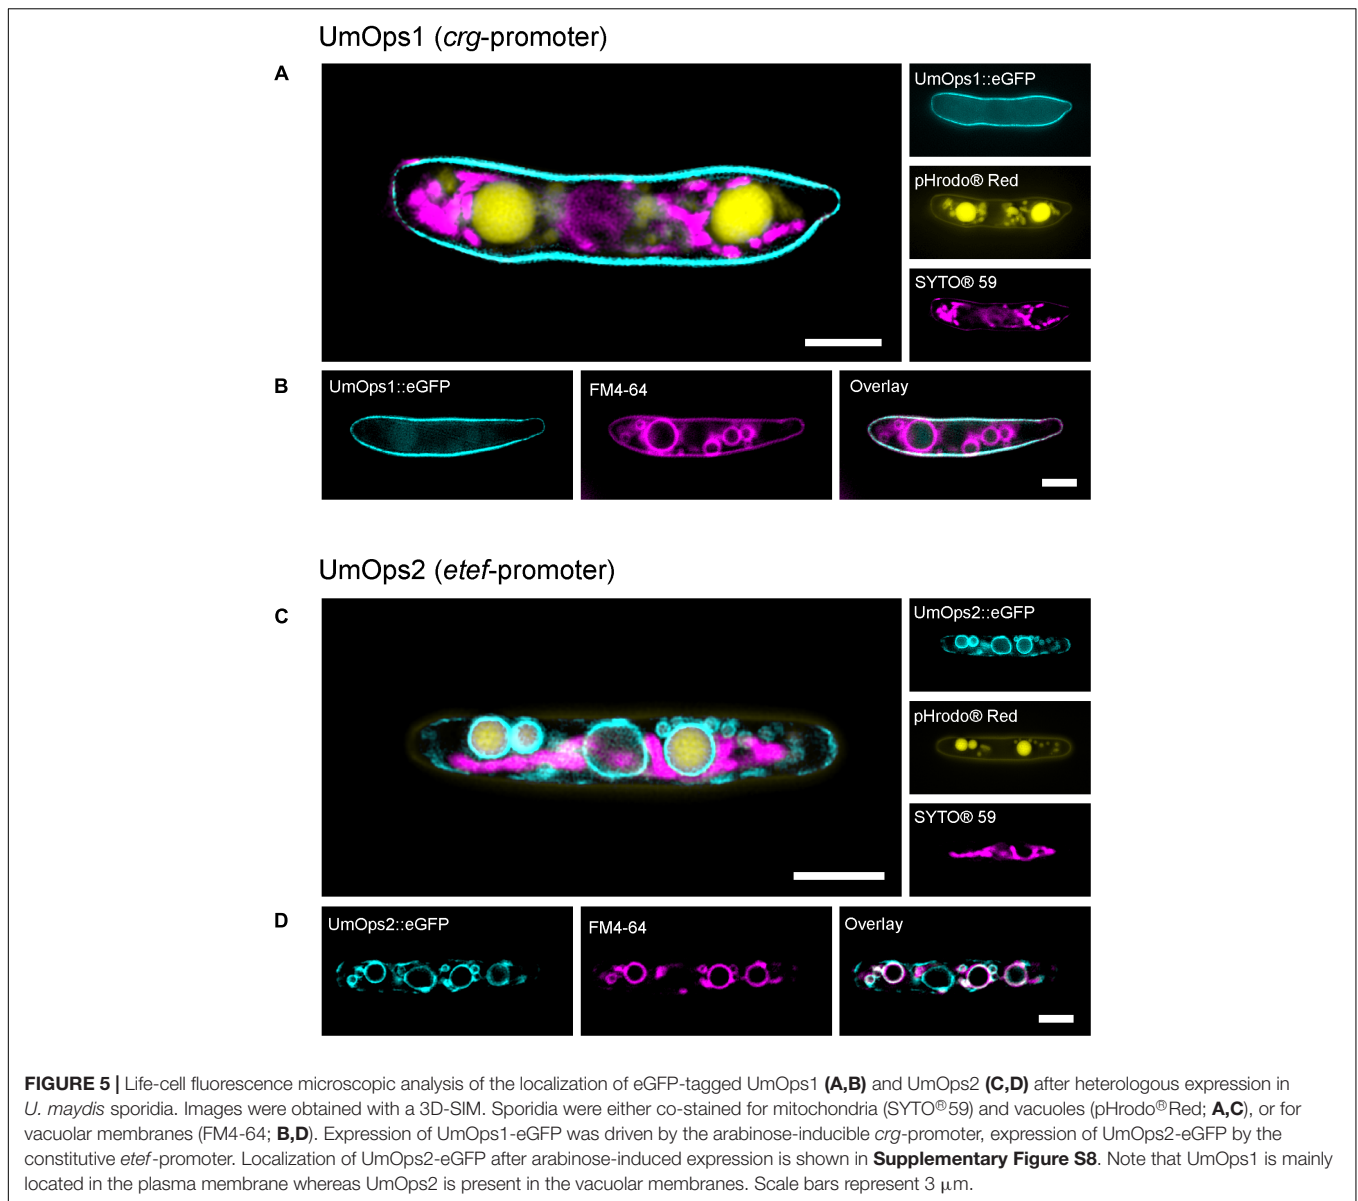 UmOps1 (crg-promoter)
A
UmOps1::eGFP
pHrodo® Red
SYTO® 59
B
UmOps1::eGFP
FM4-64
Overlay
UmOps2 (etef-promoter)
C
UmOps2::eGFP
pHrodo® Red
SYTO® 59
D
UmOps2::eGFP
FM4-64
Overlay
FIGURE 5 | Life-cell fluorescence microscopic analysis of the localization of eGFP-tagged UmOps1 (A,B) and UmOps2 (C,D) after heterologous expression in
U. maydis sporidia. Images were obtained with a 3D-SIM. Sporidia were either co-stained for mitochondria (SYTO®59) and vacuoles (pHrodo®Red; A,C), or for
vacuolar membranes (FM4-64; B,D). Expression of UmOps1-eGFP was driven by the arabinose-inducible crg-promoter, expression of UmOps2-eGFP by the
constitutive etef-promoter. Localization of UmOps2-eGFP after arabinose-induced expression is shown in Supplementary Figure S8. Note that UmOps1 is mainly
located in the plasma membrane whereas UmOps2 is present in the vacuolar membranes. Scale bars represent 3 μm.